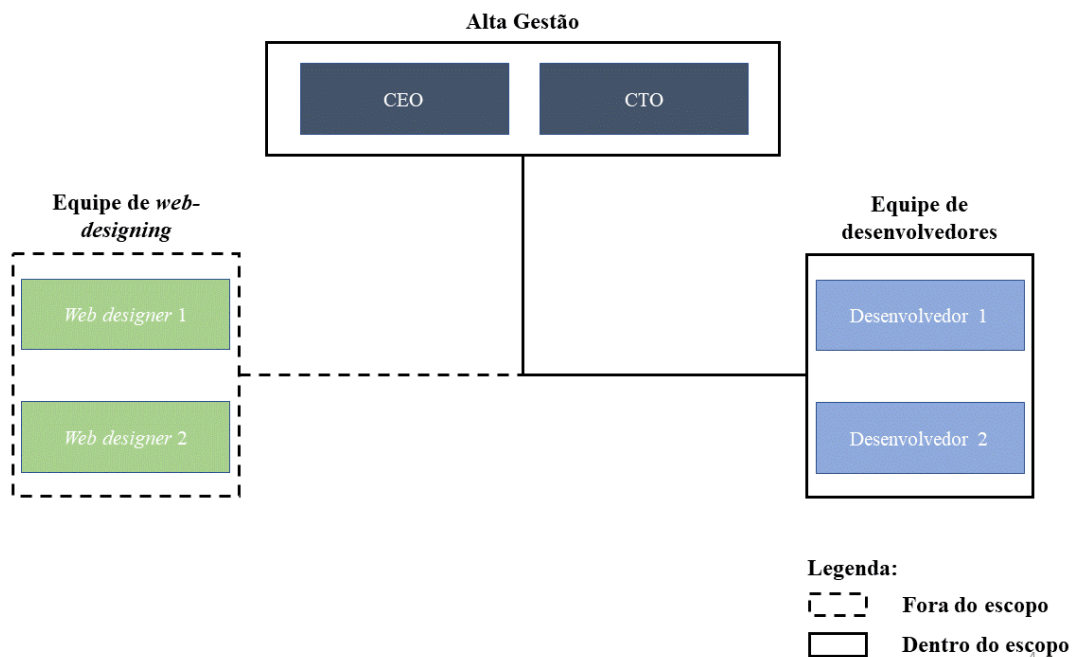 Alta Gestão
CEO
CTO
Equipe de web-
designing
Web designer 1
Web designer 2
Equipe de
desenvolvedores
Desenvolvedor 1
Desenvolvedor 2
Legenda:
Fora do escopo
Dentro do escopo